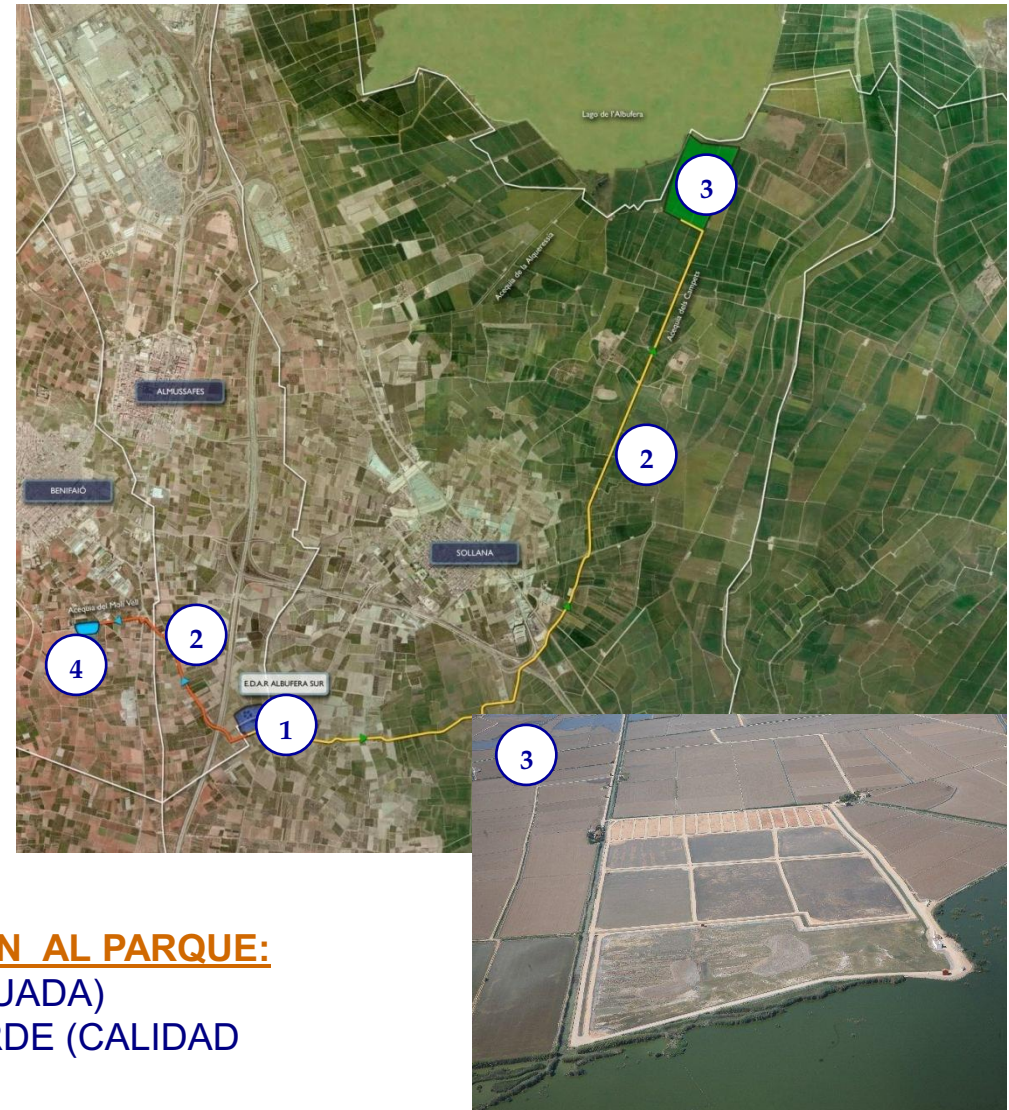 Lago de l'Albufera
3
Acequia de la Alqueressia
Acequia dels Campets
ALMUSSAFES
2
BENIFAIÓ
SOLLANA
Acequia del Molí Vell
2
4
E.D.A.R ALBUFERA SUR
1
3
N AL PARQUE:
UADA)
RDE (CALIDAD